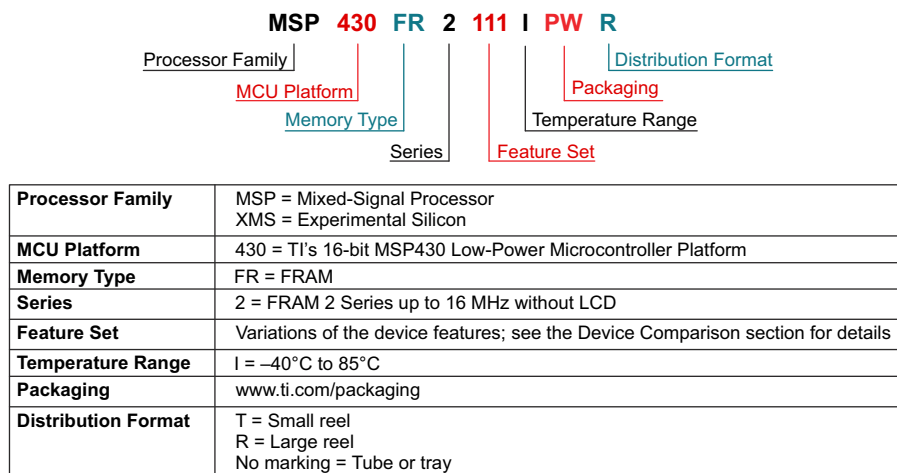 MSP 430 FR 2 111 I PW R
Processor Family
Distribution Format
MCU Platform
Packaging
Memory Type
Temperature Range
Series
Feature Set
Processor Family MSP = Mixed-Signal Processor
XMS = Experimental Silicon
MCU Platform 430 = TI's 16-bit MSP430 Low-Power Microcontroller Platform
Memory Type FR = FRAM
Series 2 = FRAM 2 Series up to 16 MHz without LCD
Feature Set Variations of the device features; see the Device Comparison section for details
Temperature Range I = –40°C to 85°C
Packaging www.ti.com/packaging
Distribution Format T = Small reel
R = Large reel
No marking = Tube or tray